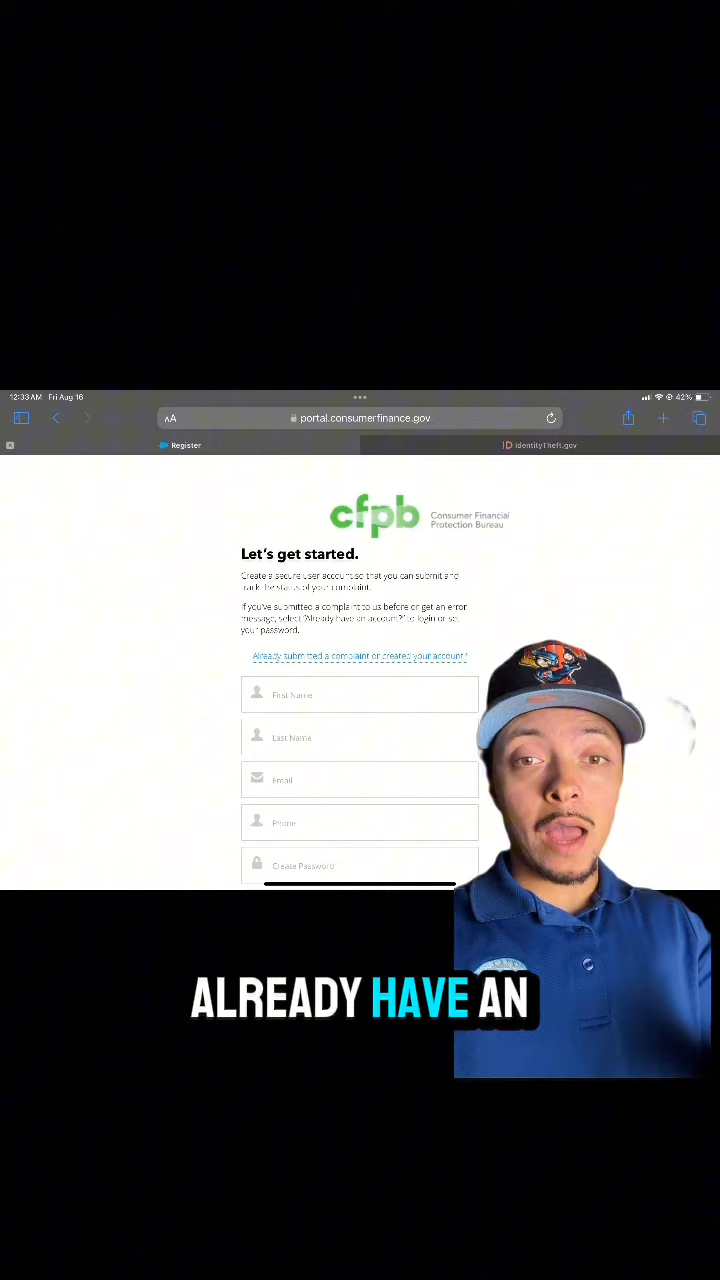 12:33 AM Fri Aug 16
42%
AA
portal.consumerfinance.gov
Register
IdentityTheft.gov
cfpb
Consumer Financial
Protection Bureau
Let's get started.
Create a secure user account so that you can submit and
track the status of your complaint.
If you've submitted a complaint to us before or get an error
message, select "Already have an account?" to login or set
your password.
Already submitted a complaint or created your account?
First Name
Last Name
Email
Phone
Create Password
ALREADY HAVE AN